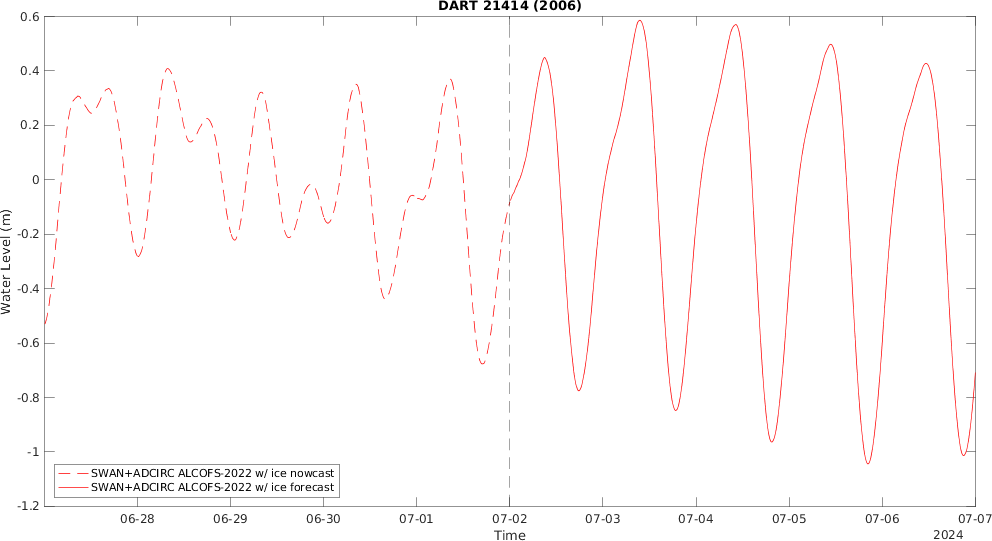 DART 21414 (2006)
0.6
0.4
0.2
0
-0.2
-0.4
-0.6
-0.8
-1
-1.2
Water Level (m)
SWAN+ADCIRC ALCOFS-2022 w/ ice nowcast
SWAN+ADCIRC ALCOFS-2022 w/ ice forecast
06-28 06-29 06-30 07-01 07-02 07-03 07-04 07-05 07-06 07-07
Time
2024